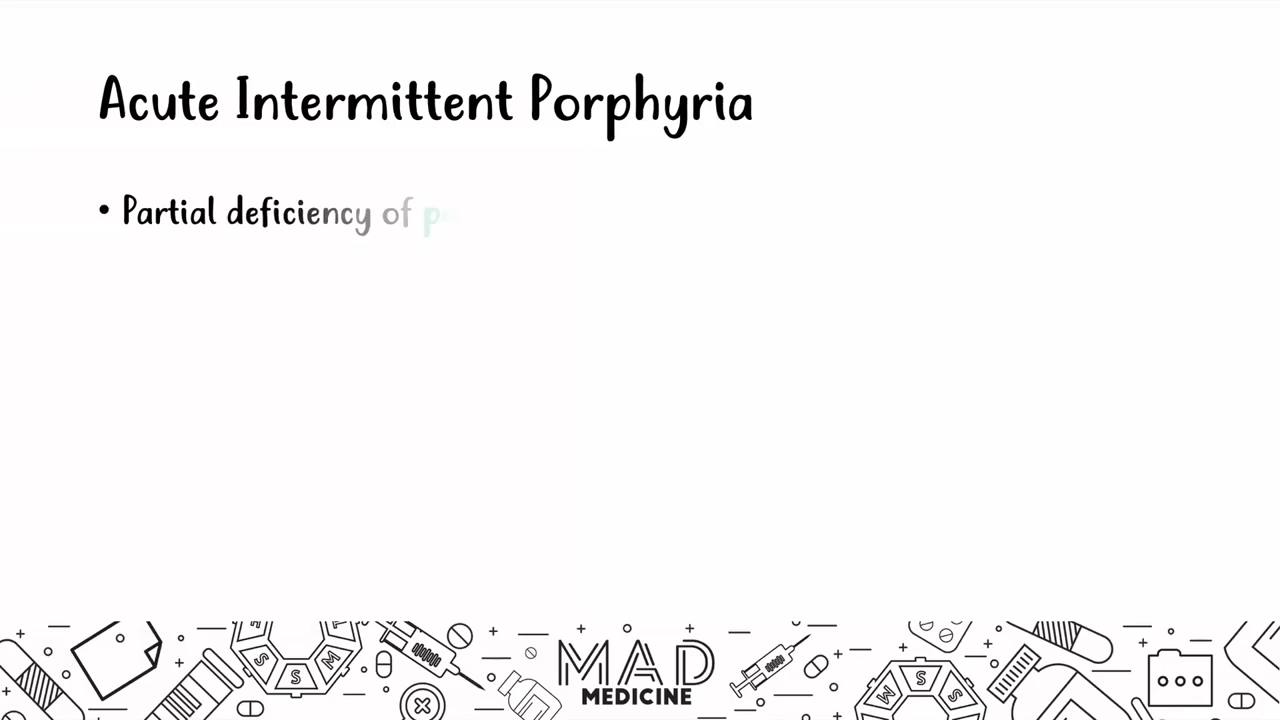 Acute Intermittent Porphyria
• Partial deficiency of
MAD
MEDICINE